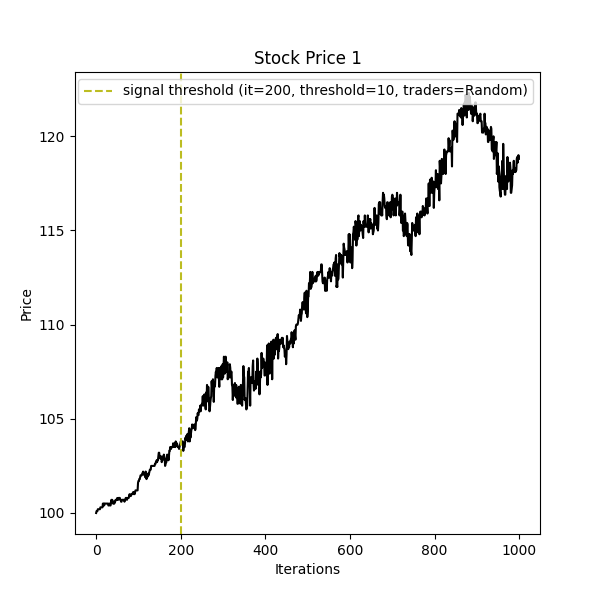 Stock Price 1
signal threshold (it=200, threshold=10, traders=Random)
120
115
110
105
100
Price
0 200 400 600 800 1000
Iterations